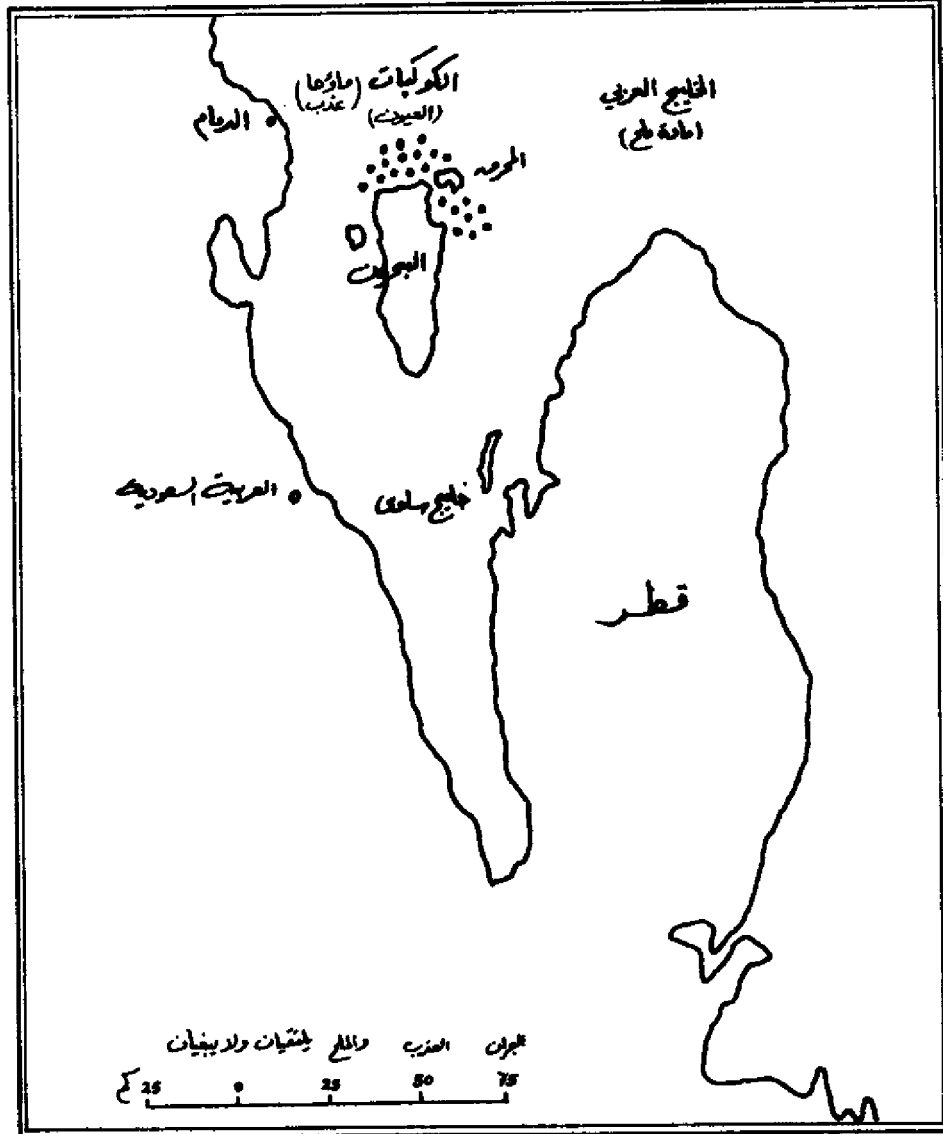 الكوكبات (ماؤها عذب)
(العيون)
الخليج العربي
(مادة ملح)
الدمام
المحرق
البحرين
العربية السعودية
خليج سلوى
قطر
البحران العذب والملح يلتقيان ولا يبغيان
كم 25 0 25 50 75